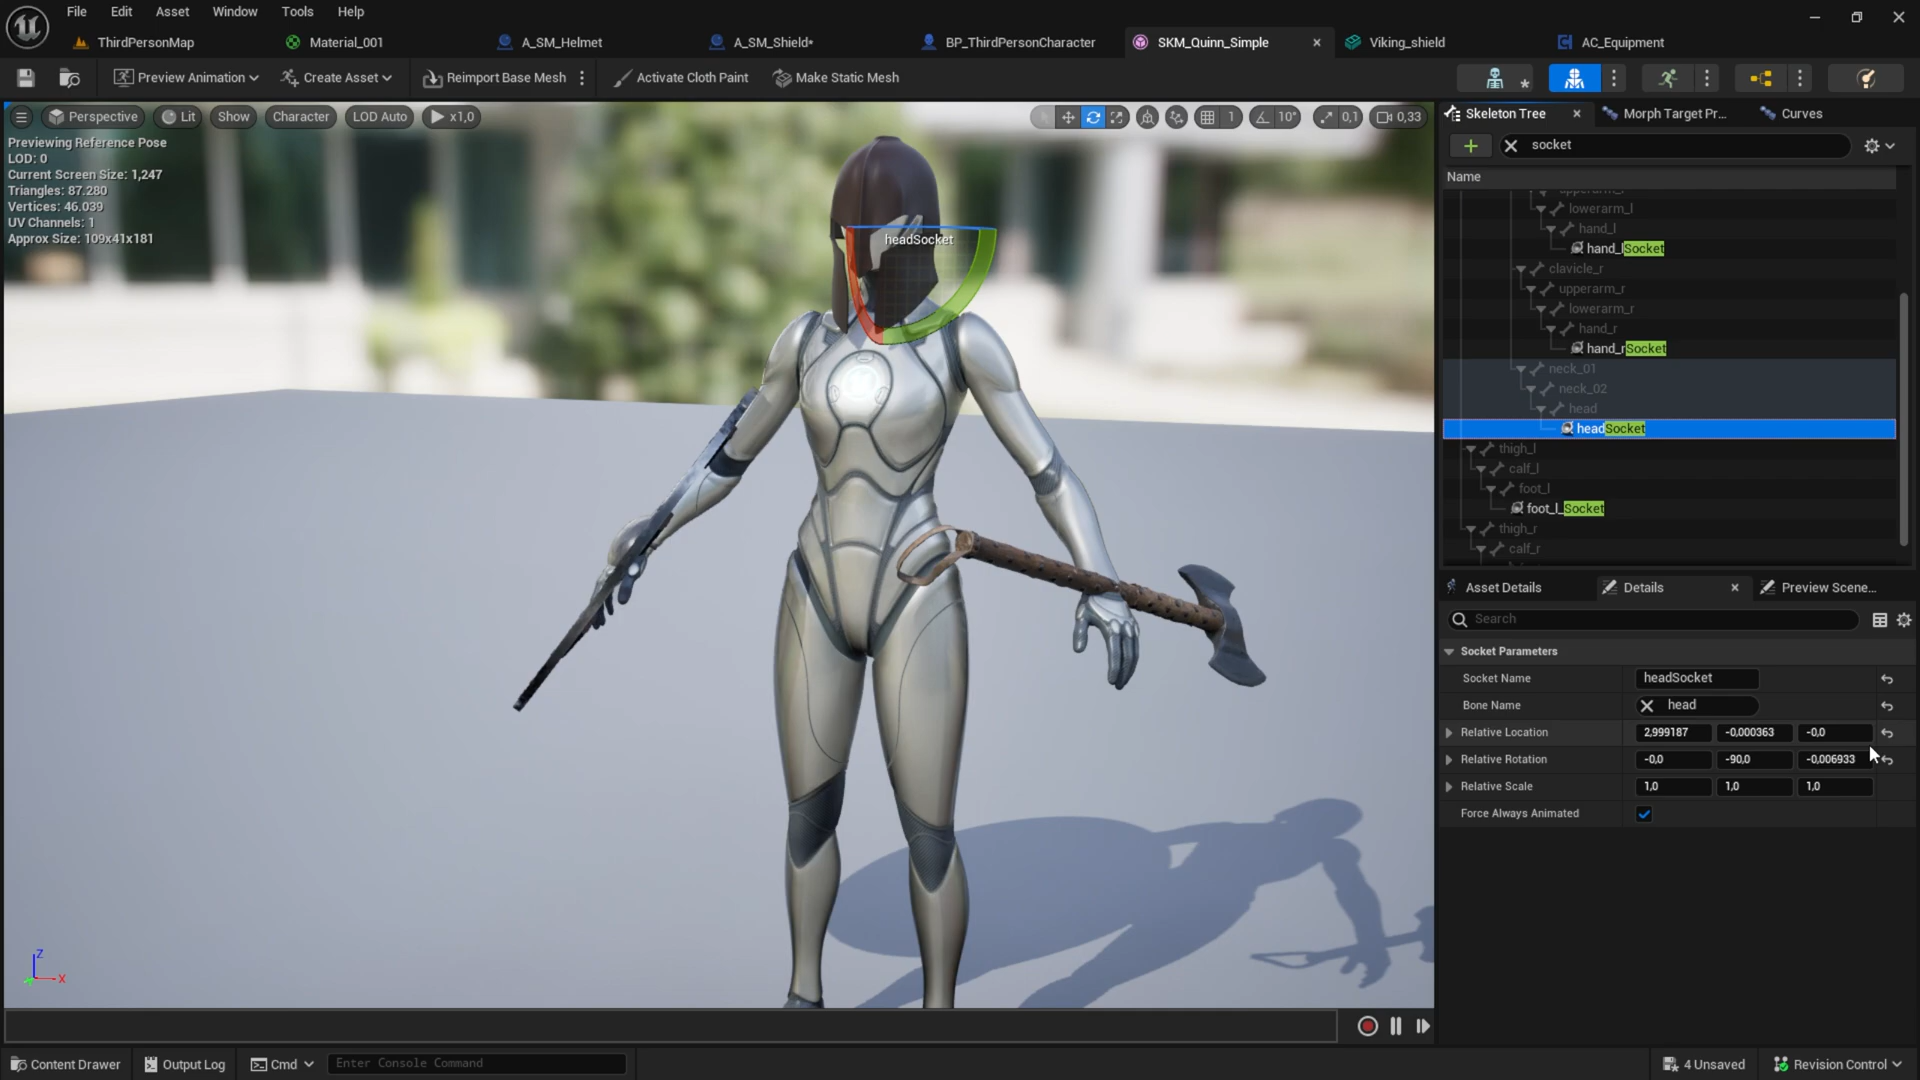 File Edit Asset Window Tools Help
ThirdPersonMap Material_001 A_SM_Helmet A_SM_Shield* BP_ThirdPersonCharacter SKM_Quinn_Simple Viking_shield AC_Equipment
Preview Animation Create Asset Reimport Base Mesh Activate Cloth Paint Make Static Mesh
Perspective Lit Show Character LOD Auto x1,0 1 10° 0,1 0,33
Previewing Reference Pose
LOD: 0
Current Screen Size: 1,247
Triangles: 87.280
Vertices: 46.039
UV Channels: 1
Approx Size: 109x41x181
headSocket
Z
X
Skeleton Tree Morph Target Pr... Curves
socket
Name
lowerarm_l
hand_l
hand_lSocket
clavicle_r
upperarm_r
lowerarm_r
hand_r
hand_rSocket
neck_01
neck_02
head
headSocket
thigh_l
calf_l
foot_l
foot_l_Socket
thigh_r
calf_r
Asset Details Details Preview Scene...
Search
Socket Parameters
Socket Name headSocket
Bone Name head
Relative Location 2,999187 -0,000363 -0,0
Relative Rotation -0,0 -90,0 -0,006933
Relative Scale 1,0 1,0 1,0
Force Always Animated
Content Drawer Output Log Cmd Enter Console Command 4 Unsaved Revision Control